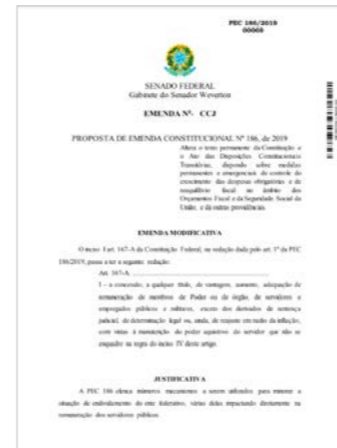 PEC 186/2019
00068
SENADO FEDERAL
Gabinete do Senador Weverton
EMENDA Nº- CCJ
PROPOSTA DE EMENDA CONSTITUCIONAL Nº 186, de 2019
Altera o texto permanente da Constituição e
o Ato das Disposições Constitucionais
Transitórias, dispondo sobre medidas
permanentes e emergenciais de controle do
crescimento das despesas obrigatórias e de
reequilíbrio fiscal no âmbito dos
Orçamentos Fiscal e da Seguridade Social da
União, e dá outras providências.
EMENDA MODIFICATIVA
O inciso I art. 167-A da Constituição Federal, na redação dada pelo art. 1º da PEC
186/2019, passa a ter a seguinte redação:
Art. 167-A.
I – a concessão, a qualquer título, de vantagem, aumento, adequação de
remuneração de membros de Poder ou de órgão, de servidores e
empregados públicos e militares, exceto dos derivados de sentença
judicial, de determinação legal ou, ainda, de reajuste em razão da inflação,
com vistas à manutenção do poder aquisitivo do servidor que não se
enquadre na regra do inciso IV deste artigo.
JUSTIFICATIVA
A PEC 186 elenca inúmeros mecanismos a serem utilizados para minorar a
situação de endividamento do ente federativo, várias delas impactando diretamente na
remuneração dos servidores públicos.